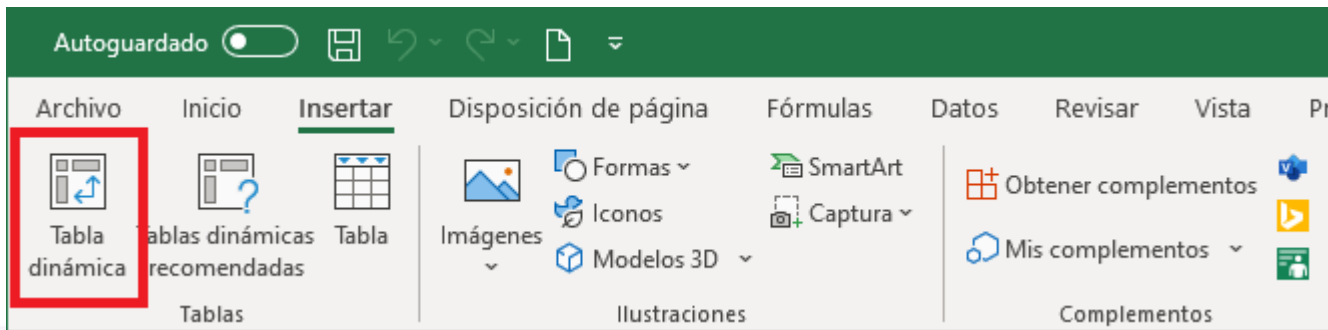 Autoguardado
Archivo Inicio Insertar Disposición de página Fórmulas Datos Revisar Vista
Tabla dinámica
Tablas dinámicas recomendadas
Tabla
Tablas
Imágenes
Formas
Iconos
Modelos 3D
SmartArt
Captura
Ilustraciones
Obtener complementos
Mis complementos
Complementos